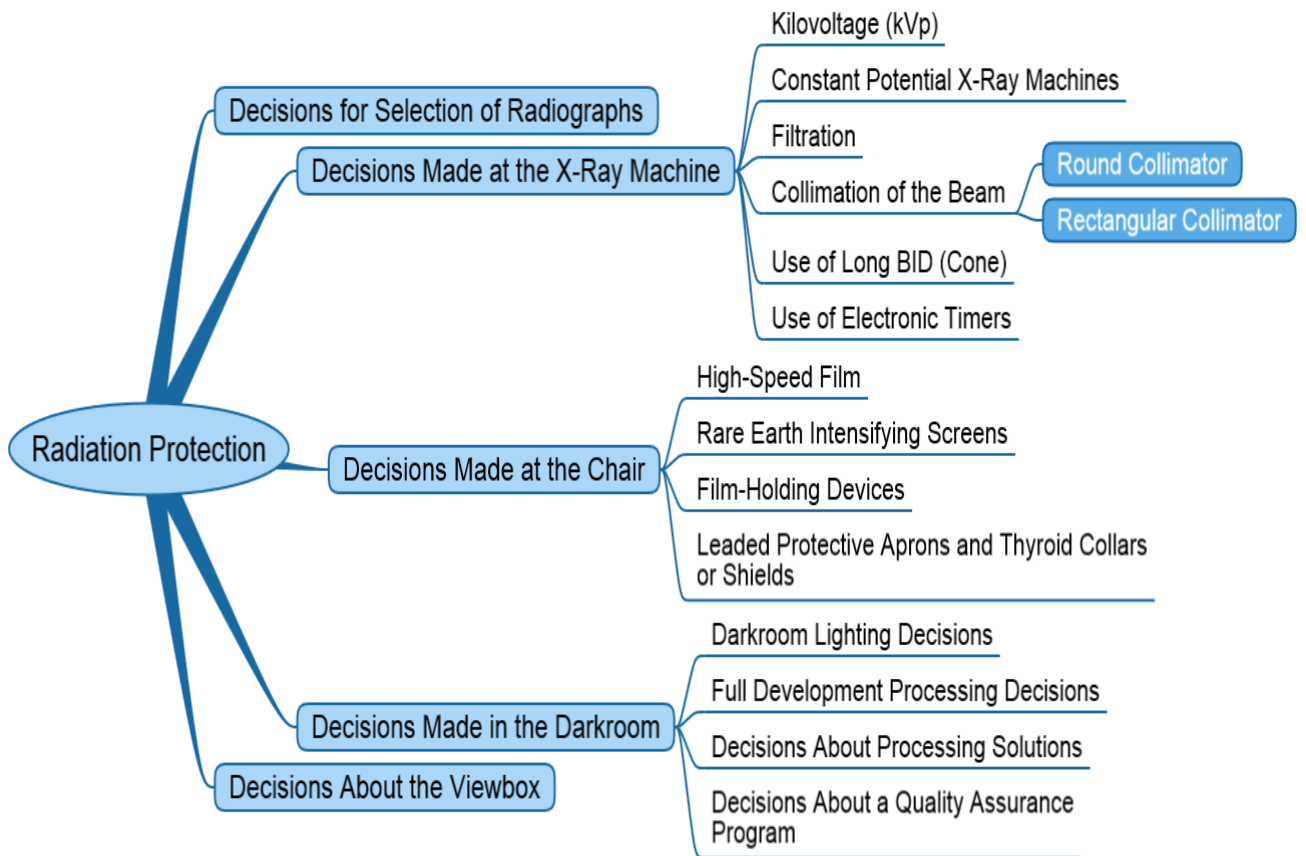 Radiation Protection
Decisions for Selection of Radiographs
Decisions Made at the X-Ray Machine
Kilovoltage (kVp)
Constant Potential X-Ray Machines
Filtration
Collimation of the Beam
Round Collimator
Rectangular Collimator
Use of Long BID (Cone)
Use of Electronic Timers
Decisions Made at the Chair
High-Speed Film
Rare Earth Intensifying Screens
Film-Holding Devices
Leaded Protective Aprons and Thyroid Collars
or Shields
Decisions Made in the Darkroom
Darkroom Lighting Decisions
Full Development Processing Decisions
Decisions About Processing Solutions
Decisions About a Quality Assurance
Program
Decisions About the Viewbox